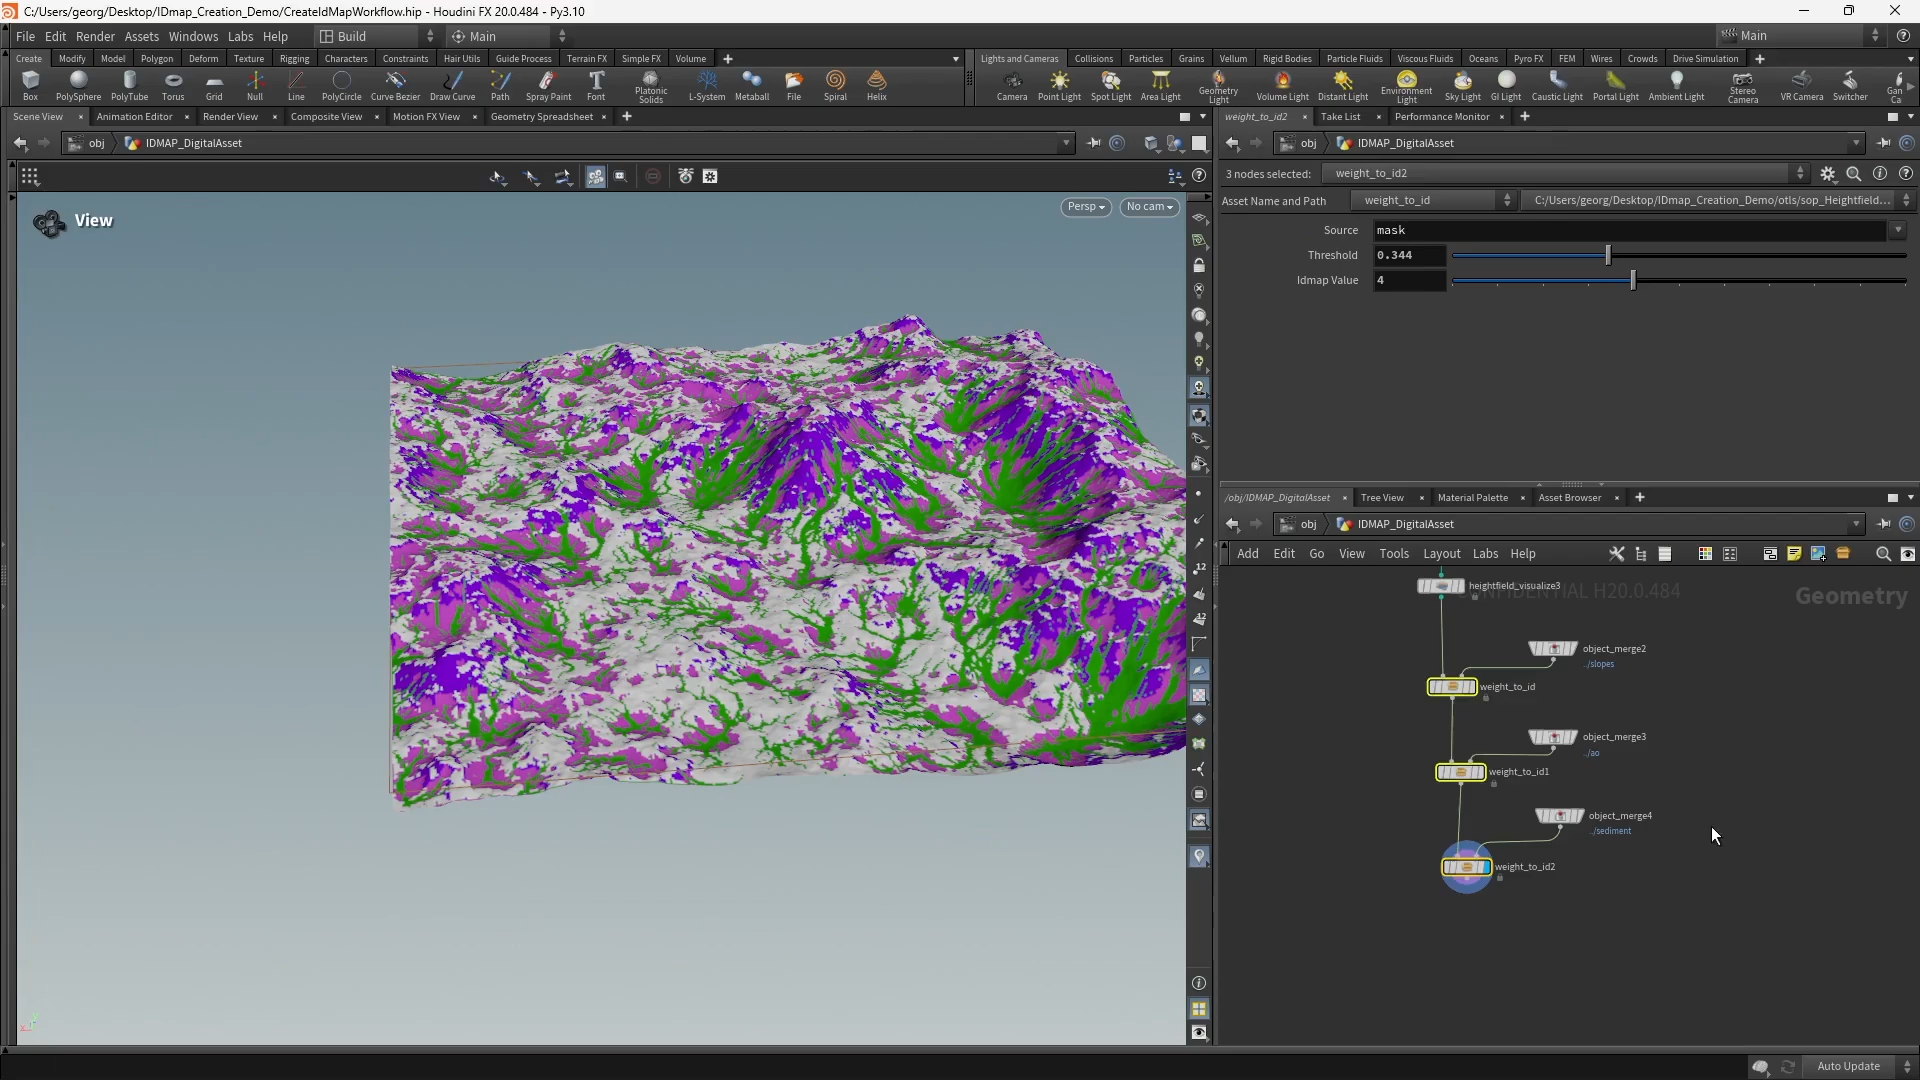 C:/Users/georg/Desktop/IDmap_Creation_Demo/CreateIdMapWorkflow.hip - Houdini FX 20.0.484 - Py3.10
File Edit Render Assets Windows Labs Help Build Main
Main
Create Modify Model Polygon Deform Texture Rigging Characters Constraints Hair Utils Guide Process Terrain FX Simple FX Volume
Lights and Cameras Collisions Particles Grains Vellum Rigid Bodies Particle Fluids Viscous Fluids Oceans Pyro FX FEM Wires Crowds Drive Simulation
Box PolySphere PolyTube Torus Grid Null Line PolyCircle Curve Bezier Draw Curve Path Spray Paint Font Platonic Solids L-System Metaball File Spiral Helix
Camera Point Light Spot Light Area Light Geometry Light Volume Light Distant Light Environment Light Sky Light GI Light Caustic Light Portal Light Ambient Light Stereo Camera VR Camera Switcher Gan Ca
Scene View Animation Editor Render View Composite View Motion FX View Geometry Spreadsheet
weight_to_id2 Take List Performance Monitor
obj IDMAP_DigitalAsset
obj IDMAP_DigitalAsset
3 nodes selected: weight_to_id2
Asset Name and Path weight_to_id C:/Users/georg/Desktop/IDmap_Creation_Demo/otls/sop_Heightfield...
View
Persp
No cam
Source mask
Threshold 0.344
Idmap Value 4
/obj/IDMAP_DigitalAsset Tree View Material Palette Asset Browser
obj IDMAP_DigitalAsset
Add Edit Go View Tools Layout Labs Help
heightfield_visualize3
H20.0.484
Geometry
object_merge2
../slopes
weight_to_id
object_merge3
../ao
weight_to_id1
object_merge4
../sediment
weight_to_id2
12
12
Auto Update